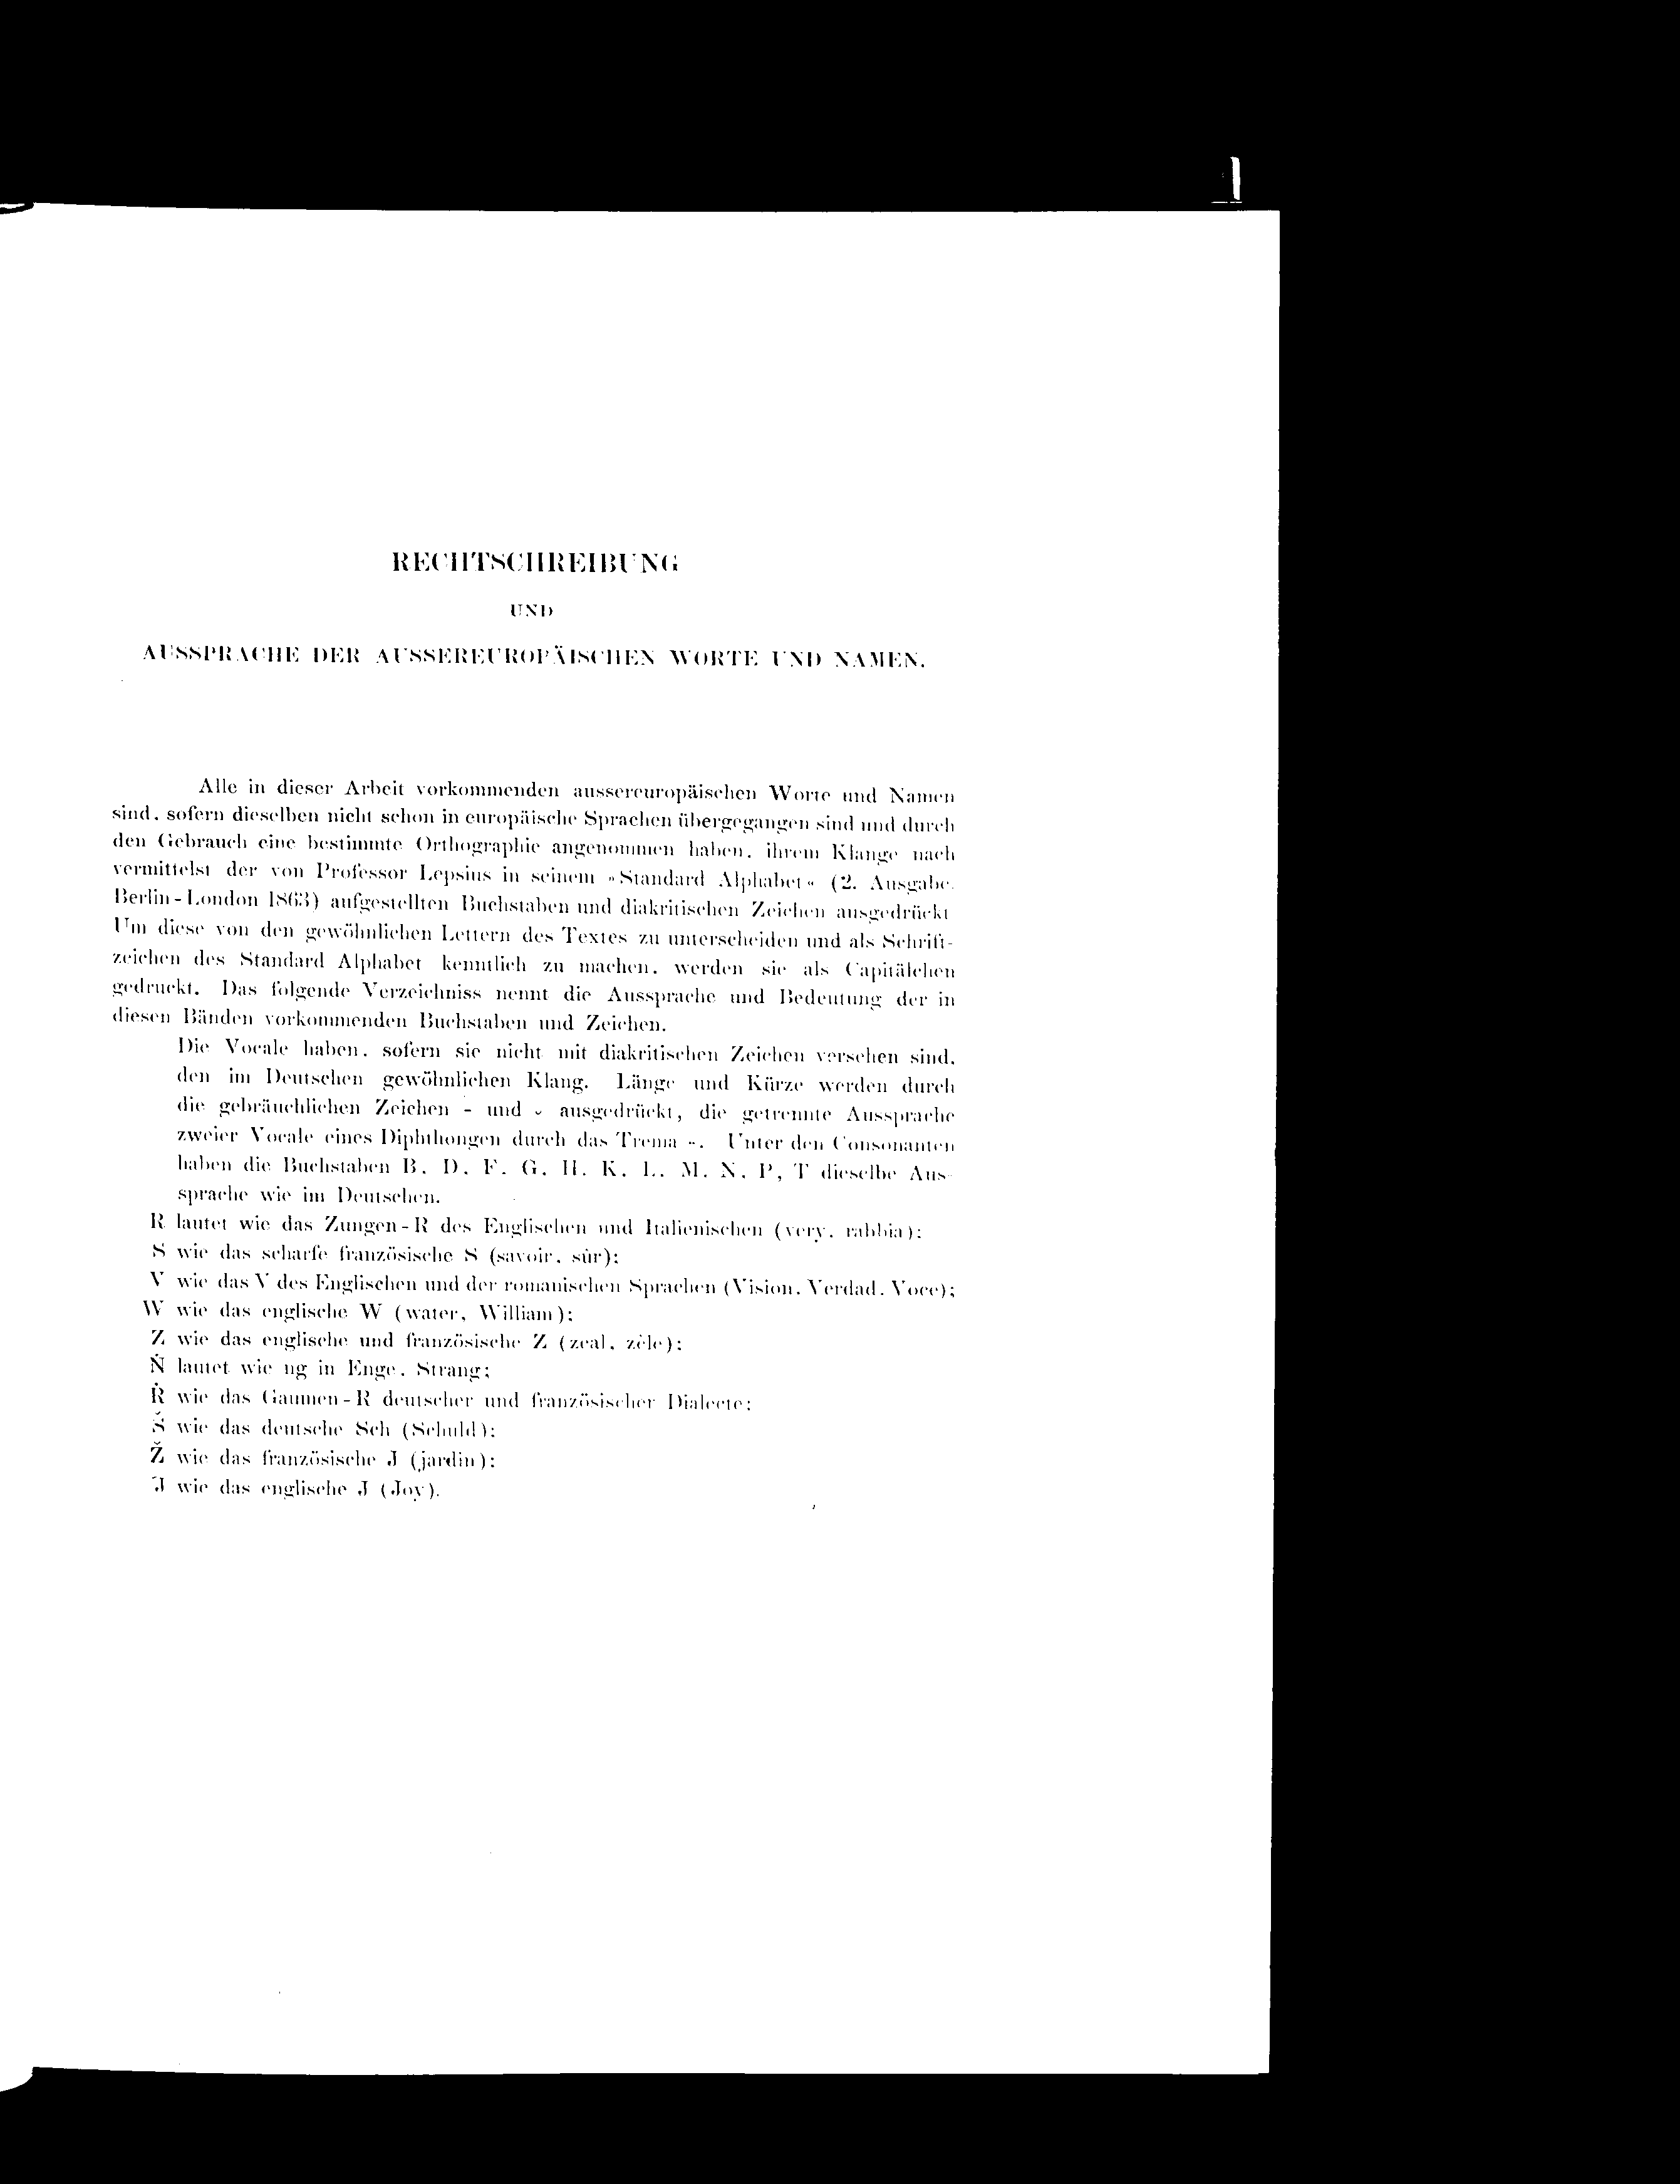 RECHTSCHREIBUNG
UND
AUSSPRACHE DER AUSSEREUROPÄISCHEN WORTE UND NAMEN.
Alle in dieser Arbeit vorkommenden aussereuropäischen Worte und Namen
sind, sofern dieselben nicht schon in europäische Sprachen übergegangen sind und durch
den Gebrauch eine bestimmte Orthographie angenommen haben, ihrem Klange nach
vermittelst der von Professor Lepsius in seinem »Standard Alphabet« (2. Ausgabe.
Berlin-London 1863) aufgestellten Buchstaben und diakritischen Zeichen ausgedrückt
Um diese von den gewöhnlichen Lettern des Textes zu unterscheiden und als Schrift-
zeichen des Standard Alphabet kenntlich zu machen, werden sie als Capitälchen
gedruckt. Das folgende Verzeichniss nennt die Aussprache und Bedeutung der in
diesen Bänden vorkommenden Buchstaben und Zeichen.
Die Vocale haben, sofern sie nicht mit diakritischen Zeichen versehen sind,
den im Deutschen gewöhnlichen Klang. Länge und Kürze werden durch
die gebräuchlichen Zeichen - und ˘ ausgedrückt, die getrennte Aussprache
zweier Vocale eines Diphthongen durch das Trema ¨. Unter den Consonanten
haben die Buchstaben B, D, F, G, H, K, L, M, N, P, T dieselbe Aus-
sprache wie im Deutschen.
R lautet wie das Zungen-R des Englischen und Italienischen (very, rabbia);
S wie das scharfe französische S (savoir, sûr);
V wie das V des Englischen und der romanischen Sprachen (Vision, Verdad, Voce);
W wie das englische W (water, William);
Z wie das englische und französische Z (zeal, zèle);
Ṅ lautet wie ng in Enge, Strang;
Ṙ wie das Gaumen-R deutscher und französischer Dialecte;
Š wie das deutsche Sch (Schuld);
Ž wie das französische J (jardin);
J̌ wie das englische J (Joy).